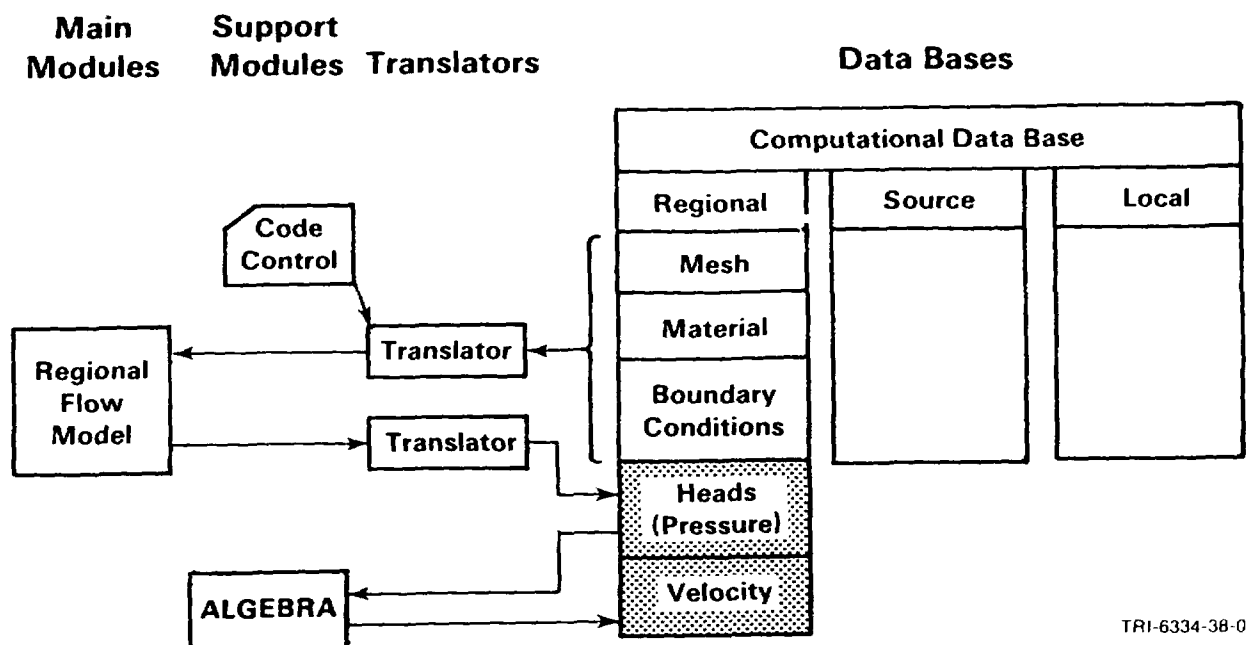 Main
Modules
Support
Modules
Translators
Data Bases
Computational Data Base
Regional
Source
Local
Code
Control
Mesh
Material
Translator
Regional
Flow
Model
Boundary
Conditions
Translator
Heads
(Pressure)
Velocity
ALGEBRA
TRI-6334-38-0